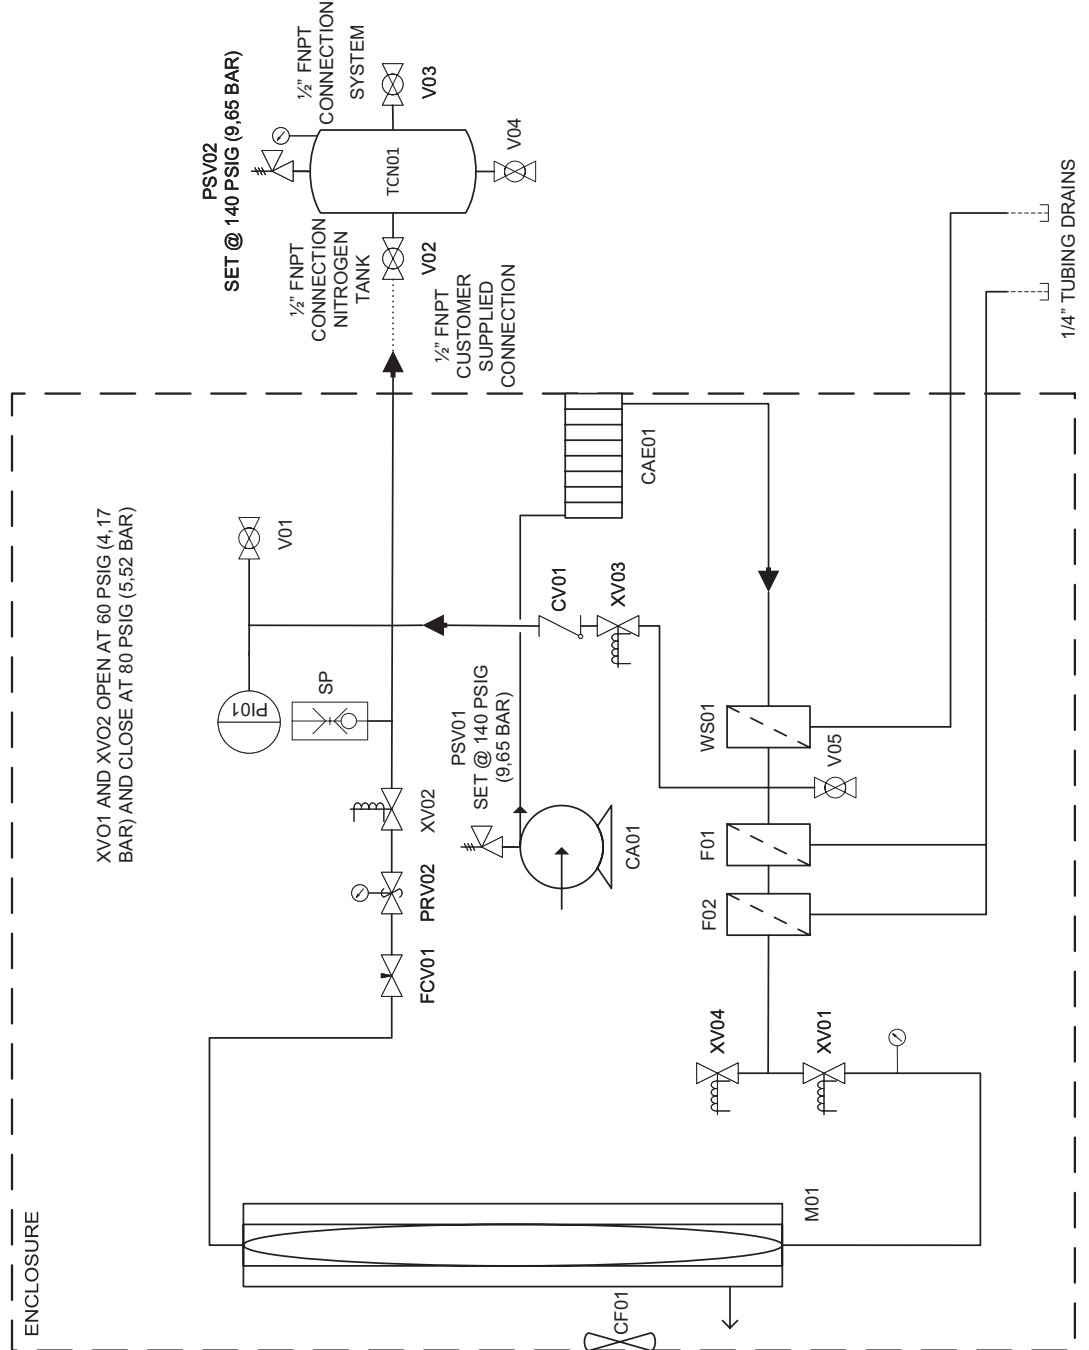 ENCLOSURE
XVO1 AND XVO2 OPEN AT 60 PSIG (4,17
BAR) AND CLOSE AT 80 PSIG (5,52 BAR)
PSV02
SET @ 140 PSIG (9,65 BAR)
½” FNPT
CONNECTION
SYSTEM
V03
TCN01
V04
½” FNPT
CONNECTION
NITROGEN
TANK
V02
½” FNPT
CUSTOMER
SUPPLIED
CONNECTION
PI01
V01
SP
XV02
PRV02
FCV01
PSV01
SET @ 140 PSIG
(9,65 BAR)
CA01
CV01
XV03
CAE01
WS01
V05
F01
F02
XV04
XV01
M01
CF01
1/4” TUBING DRAINS